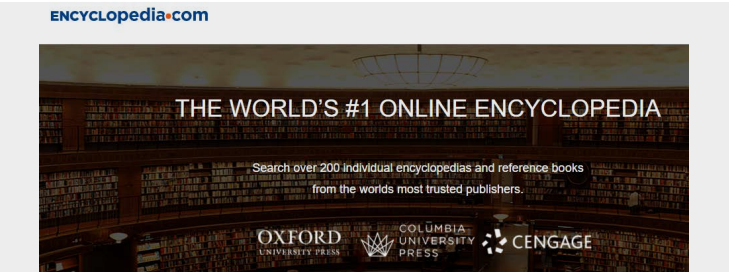 ENCYCLopedia.com
THE WORLD'S #1 ONLINE ENCYCLOPEDIA
Search over 200 individual encyclopedias and reference books
from the worlds most trusted publishers.
OXFORD
UNIVERSITY PRESS
COLUMBIA
UNIVERSITY
PRESS
CENGAGE